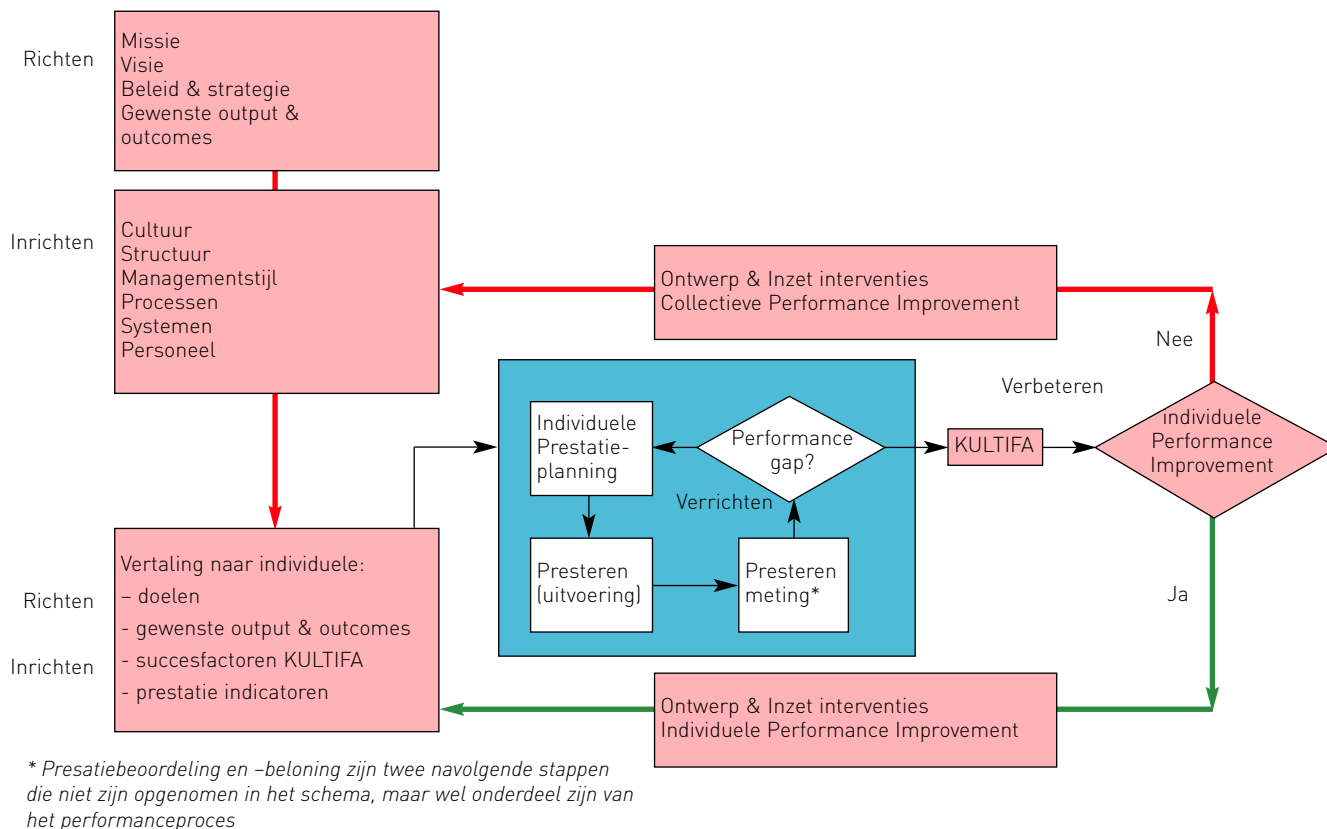 Richten
Missie
Visie
Beleid & strategie
Gewenste output &
outcomes
Inrichten
Cultuur
Structuur
Managementstijl
Processen
Systemen
Personeel
Ontwerp & Inzet interventies
Collectieve Performance Improvement
Nee
Verbeteren
individuele
Performance
Improvement
KULTIFA
Individuele
Prestatie-
planning
Performance
gap?
Verrichten
Presteren
(uitvoering)
Presteren
meting*
Ja
Richten
Inrichten
Vertaling naar individuele:
– doelen
- gewenste output & outcomes
- succesfactoren KULTIFA
- prestatie indicatoren
Ontwerp & Inzet interventies
Individuele Performance Improvement
* Presatiebeoordeling en –beloning zijn twee navolgende stappen
die niet zijn opgenomen in het schema, maar wel onderdeel zijn van
het performanceproces